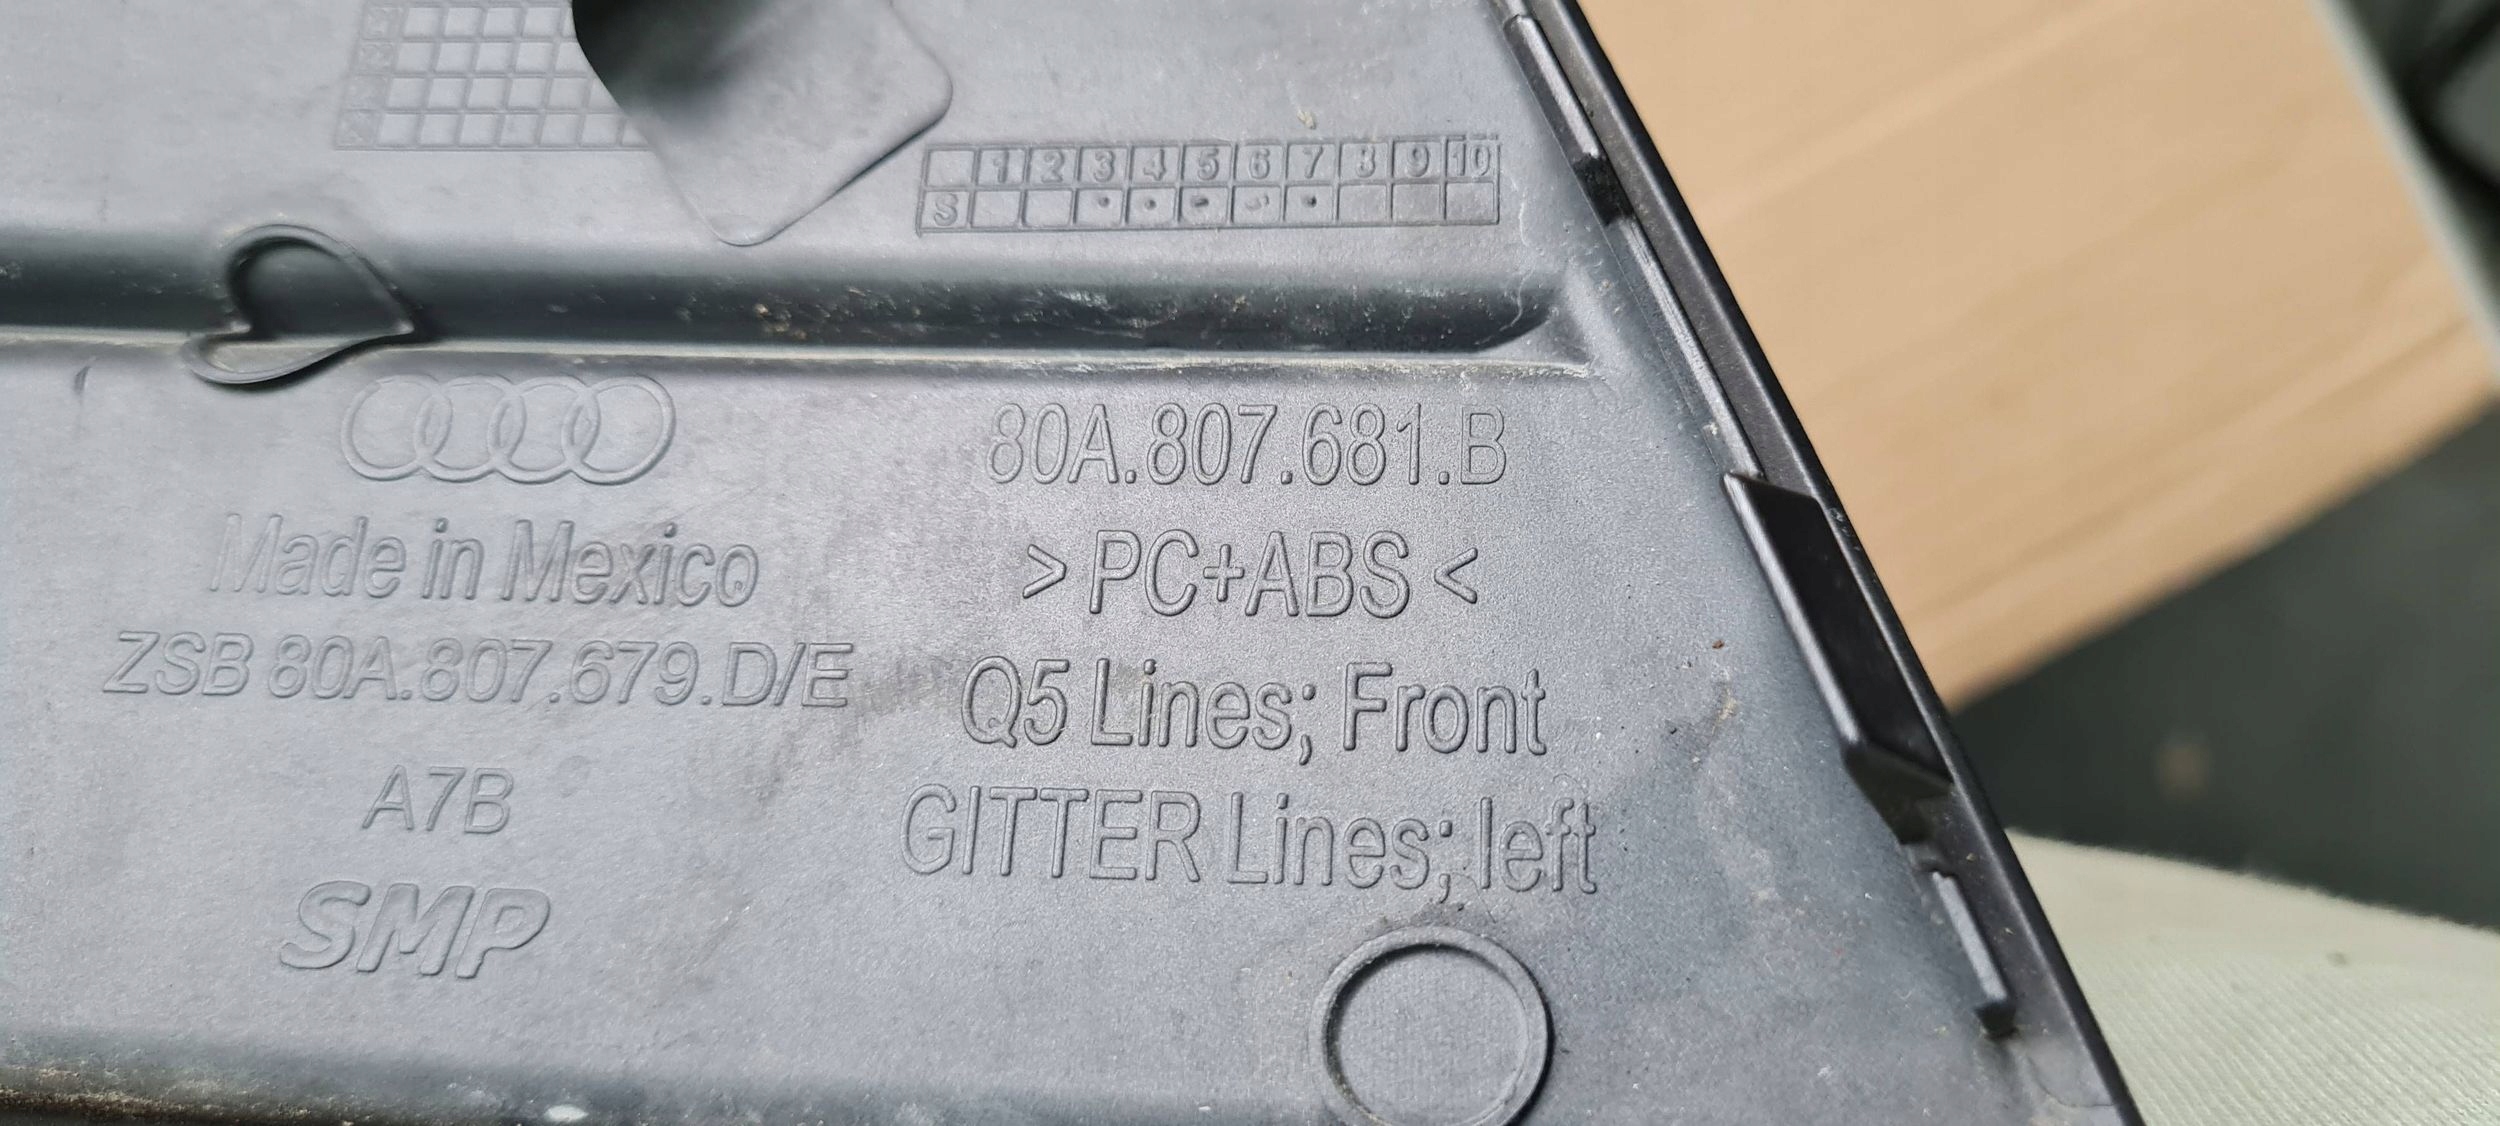 1 2 3 4 5 6 7 8 9 10
S
Made in Mexico
ZSB 80A.807.679.D/E
A7B
SMP
80A.807.681.B
>PC+ABS<
Q5 Lines; Front
GITTER Lines; left